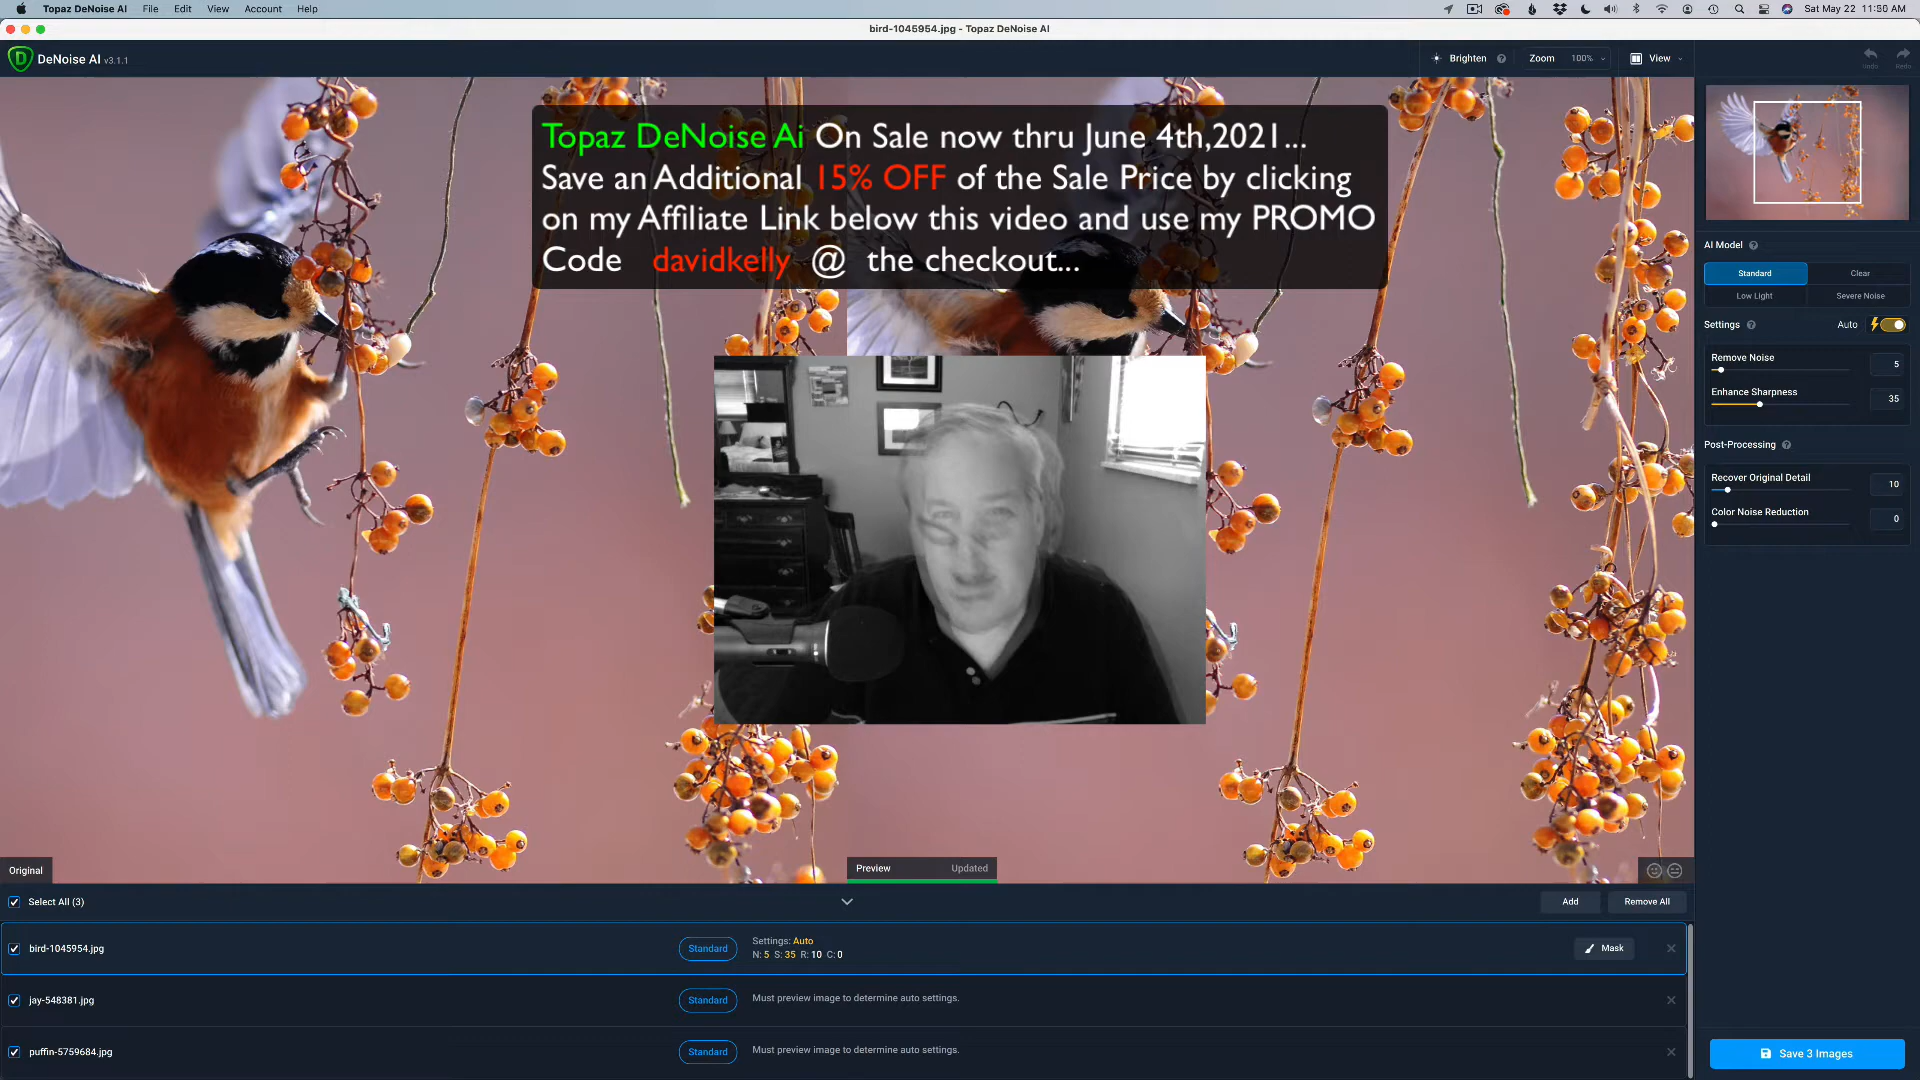 Topaz DeNoise AI File Edit View Account Help
Sat May 22 11:50 AM
bird-1045954.jpg - Topaz DeNoise AI
DeNoise AI v3.1.1
Brighten Zoom 100% View
Undo Redo
Topaz DeNoise Ai On Sale now thru June 4th,2021...
Save an Additional 15% OFF of the Sale Price by clicking
on my Affiliate Link below this video and use my PROMO
Code davidkelly @ the checkout...
AI Model
Standard Clear
Low Light Severe Noise
Settings Auto
Remove Noise 5
Enhance Sharpness 35
Post-Processing
Recover Original Detail 10
Color Noise Reduction 0
Original
Preview Updated
Select All (3)
Add Remove All
bird-1045954.jpg Standard Settings: Auto
N: 5 S: 35 R: 10 C: 0
Mask
jay-548381.jpg Standard Must preview image to determine auto settings.
puffin-5759684.jpg Standard Must preview image to determine auto settings.
Save 3 Images